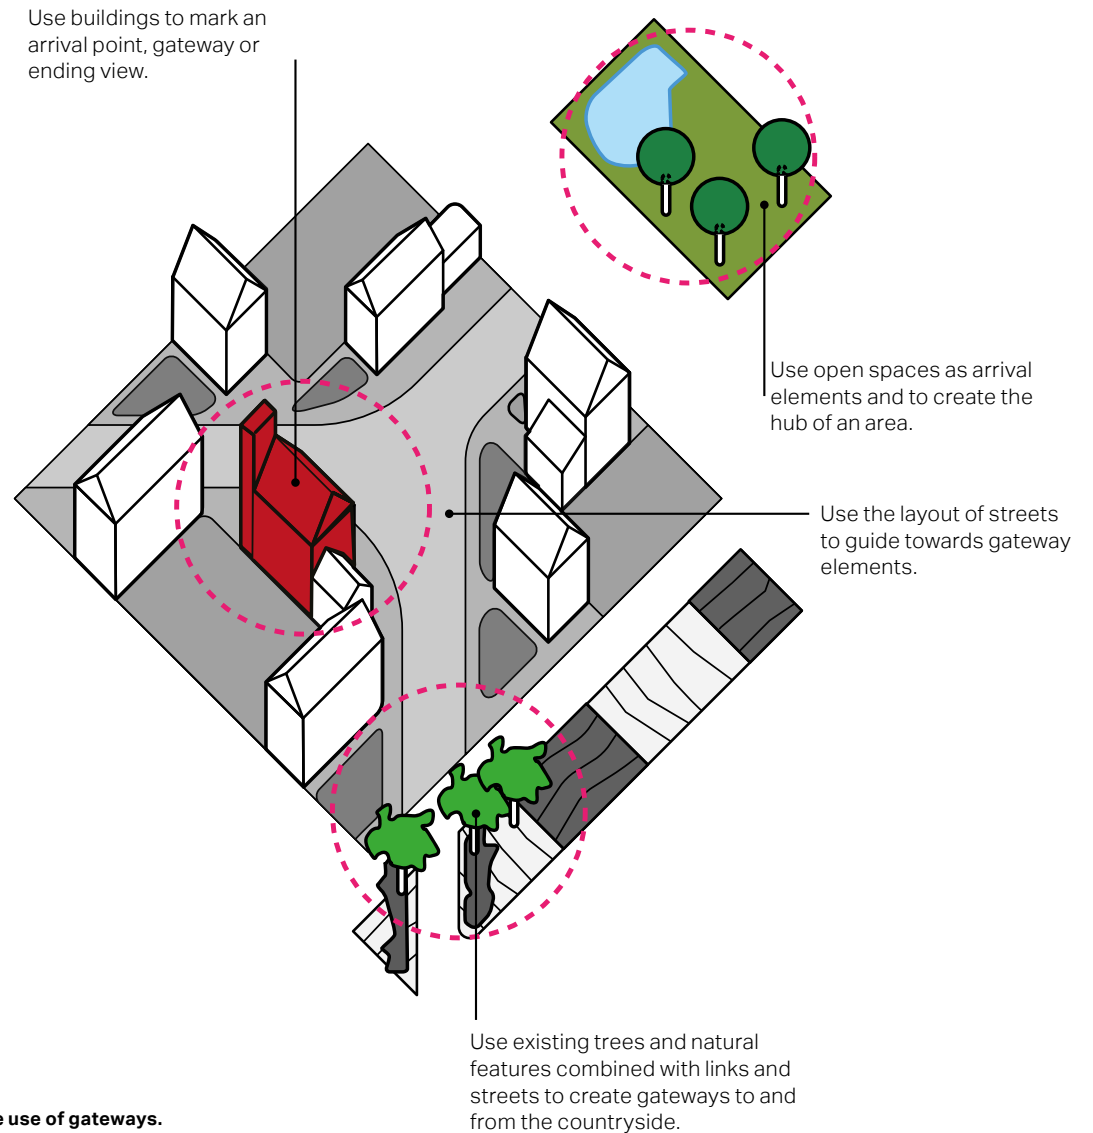 Use buildings to mark an
arrival point, gateway or
ending view.
Use open spaces as arrival
elements and to create the
hub of an area.
Use the layout of streets
to guide towards gateway
elements.
Use existing trees and natural
features combined with links and
streets to create gateways to and
from the countryside.
use of gateways.